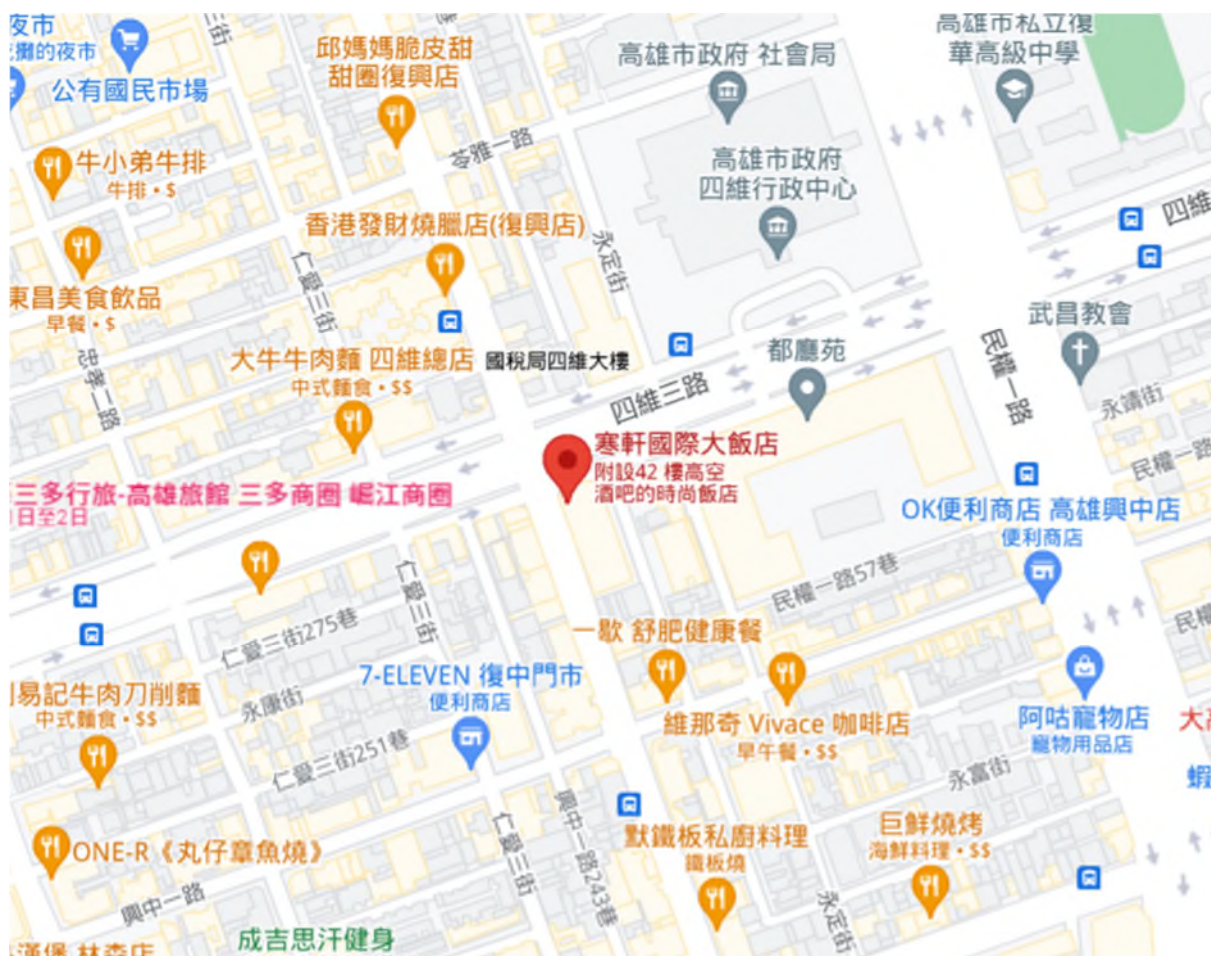 夜市
攤的夜市
公有國民市場
邱媽媽脆皮甜
甜圈復興店
高雄市政府 社會局
高雄市私立復
華高級中學
苓雅一路
牛小弟牛排
牛排・$
高雄市政府
四維行政中心
四維
香港發財燒臘店(復興店)
永定街
仁愛三街
東昌美食飲品
早餐・$
武昌教會
民權一路
忠孝二路
大牛牛肉麵 四維總店
中式麵食・$$
國稅局四維大樓
都廳苑
四維三路
永靖街
寒軒國際大飯店
附設42 樓高空
酒吧的時尚飯店
民權一路
三多行旅-高雄旅館 三多商圈 崛江商圈
日至2日
OK便利商店 高雄興中店
便利商店
仁愛三街
民權一路57巷
仁愛三街275巷
一歇 舒肥健康餐
民權
7-ELEVEN 復中門市
便利商店
易記牛肉刀削麵
中式麵食・$$
永康街
維那奇 Vivace 咖啡店
早午餐・$$
阿咕寵物店
寵物用品店
大
蝦
仁愛三街251巷
永富街
仁愛三街
興中一路243巷
默鐵板私廚料理
鐵板燒
巨鮮燒烤
海鮮料理・$$
ONE-R《丸仔章魚燒》
興中一路
永定街
成吉思汗健身
漢堡 林森店